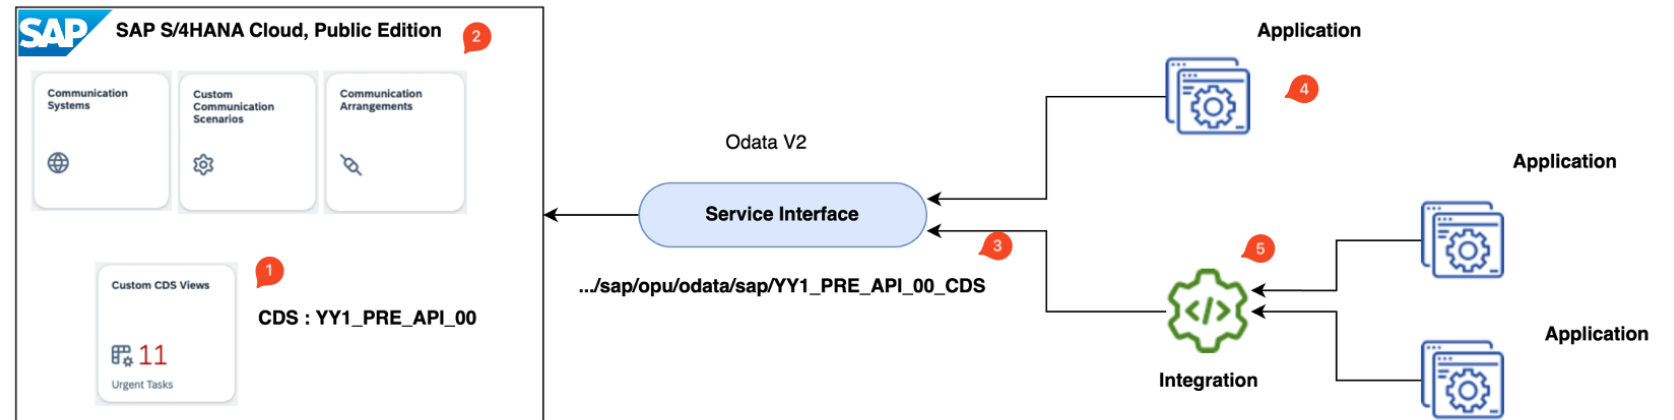 SAP
SAP S/4HANA Cloud, Public Edition
2
Communication
Systems
Custom
Communication
Scenarios
Communication
Arrangements
1
Custom CDS Views
11
Urgent Tasks
CDS : YY1_PRE_API_00
Odata V2
Service Interface
3
.../sap/opu/odata/sap/YY1_PRE_API_00_CDS
Application
4
Application
5
Integration
Application